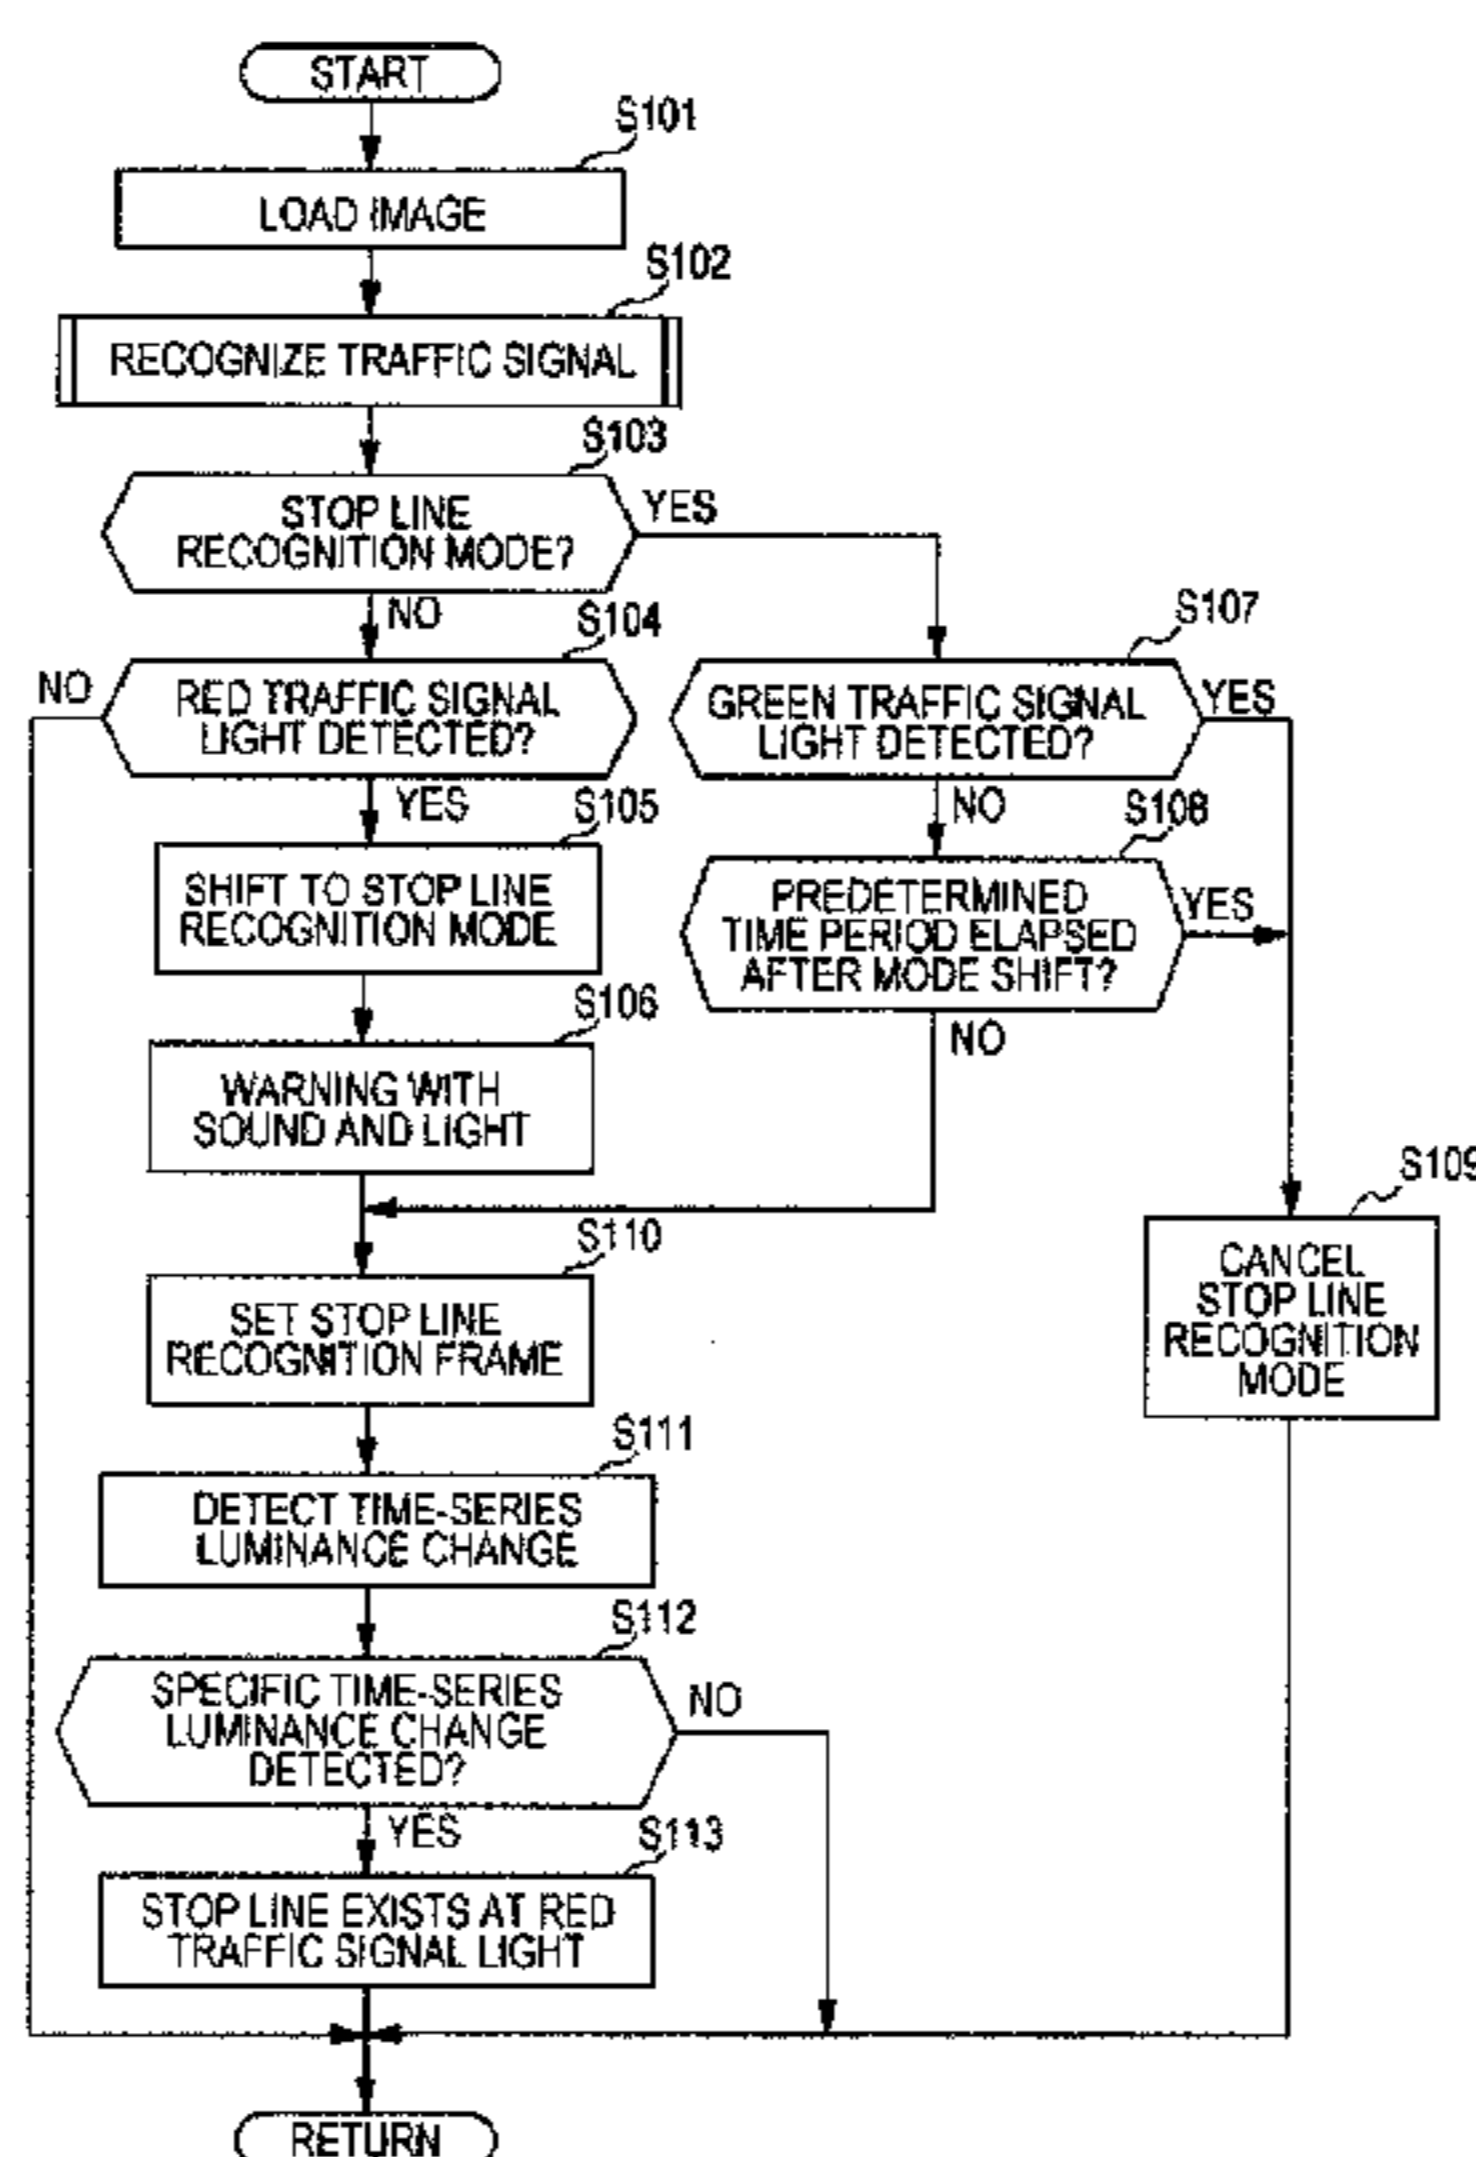 START
S101
LOAD IMAGE
S102
RECOGNIZE TRAFFIC SIGNAL
S103
STOP LINE
RECOGNITION MODE?
YES
NO
S104
NO
RED TRAFFIC SIGNAL
LIGHT DETECTED?
S107
GREEN TRAFFIC SIGNAL
LIGHT DETECTED?
YES
YES
S105
NO
S108
SHIFT TO STOP LINE
RECOGNITION MODE
PREDETERMINED
TIME PERIOD ELAPSED
AFTER MODE SHIFT?
YES
S106
NO
WARNING WITH
SOUND AND LIGHT
S109
CANCEL
STOP LINE
RECOGNITION
MODE
S110
SET STOP LINE
RECOGNITION FRAME
S111
DETECT TIME-SERIES
LUMINANCE CHANGE
S112
SPECIFIC TIME-SERIES
LUMINANCE CHANGE
DETECTED?
NO
YES
S113
STOP LINE EXISTS AT RED
TRAFFIC SIGNAL LIGHT
RETURN